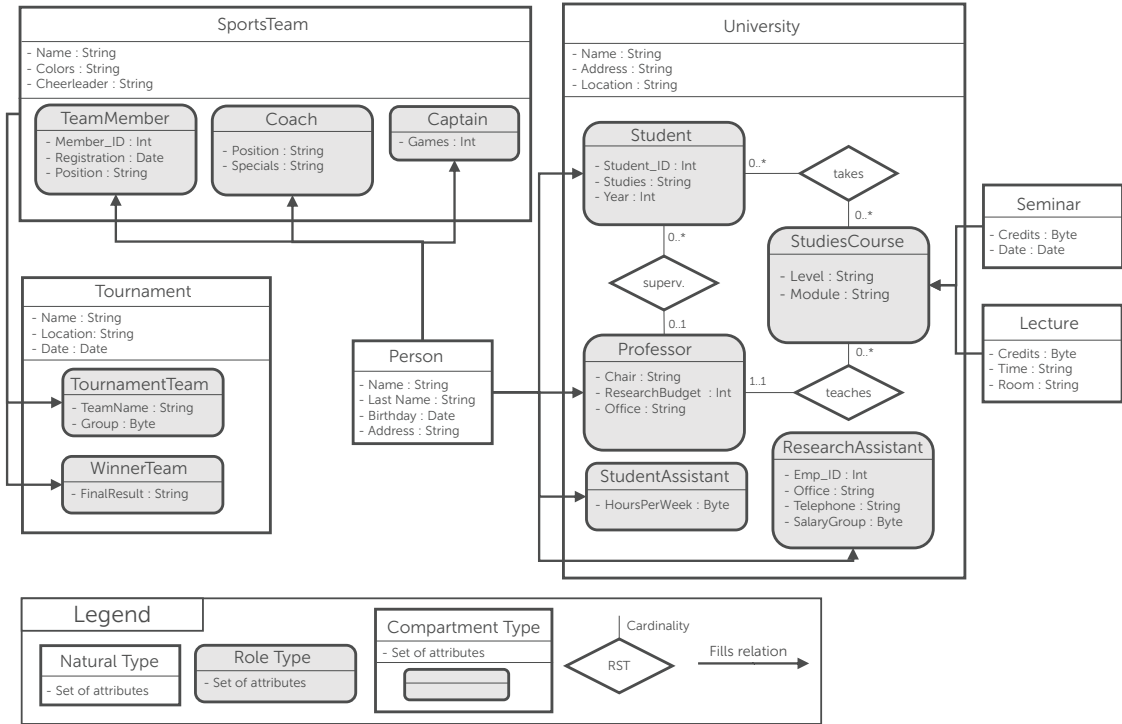 SportsTeam
- Name : String
- Colors : String
- Cheerleader : String
TeamMember
- Member_ID : Int
- Registration : Date
- Position : String
Coach
- Position : String
- Specials : String
Captain
- Games : Int
Tournament
- Name : String
- Location: String
- Date : Date
TournamentTeam
- TeamName : String
- Group : Byte
WinnerTeam
- FinalResult : String
Person
- Name : String
- Last Name : String
- Birthday : Date
- Address : String
University
- Name : String
- Address : String
- Location : String
Student
- Student_ID : Int
- Studies : String
- Year : Int
0..*
takes
0..*
StudiesCourse
- Level : String
- Module : String
0..*
superv.
0..1
Professor
- Chair : String
- ResearchBudget : Int
- Office : String
1..1
0..*
teaches
StudentAssistant
- HoursPerWeek : Byte
ResearchAssistant
- Emp_ID : Int
- Office : String
- Telephone : String
- SalaryGroup : Byte
Seminar
- Credits : Byte
- Date : Date
Lecture
- Credits : Byte
- Time : String
- Room : String
Legend
Natural Type
- Set of attributes
Role Type
- Set of attributes
Compartment Type
- Set of attributes
Cardinality
RST
Fills relation